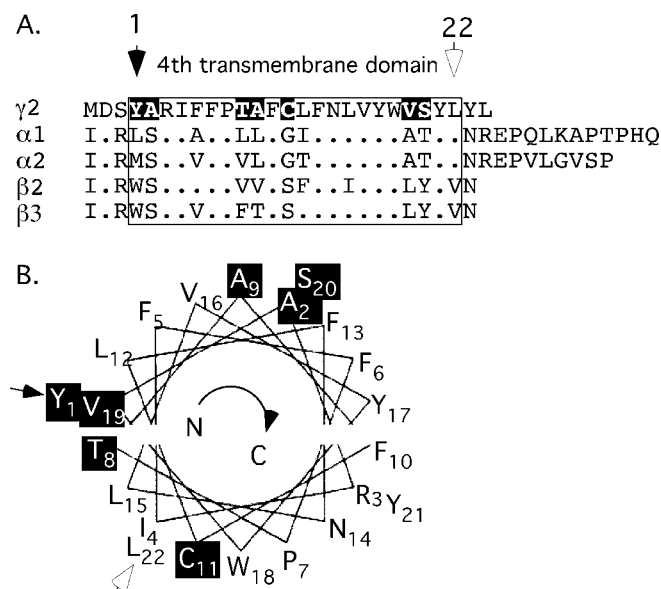 A.
1 22
4th transmembrane domain
γ2 MDSYARIFFPTAFCLFNLVYWVSYLYL
α1 I.RLS..A..LL.GI.......AT..NREPQLKAPTPHQ
α2 I.RMS..V..VL.GT.......AT..NREPVLGVSP
β2 I.RWS.....VV.SF..I....LY.VN
β3 I.RWS..V..FT.S........LY.VN
B.
A9 S20
V16 A2
F5 F13
L12 F6
Y1 V19 Y17
N
C
T8 F10
L15 R3 Y21
I4 N14
L22 C11 W18 P7